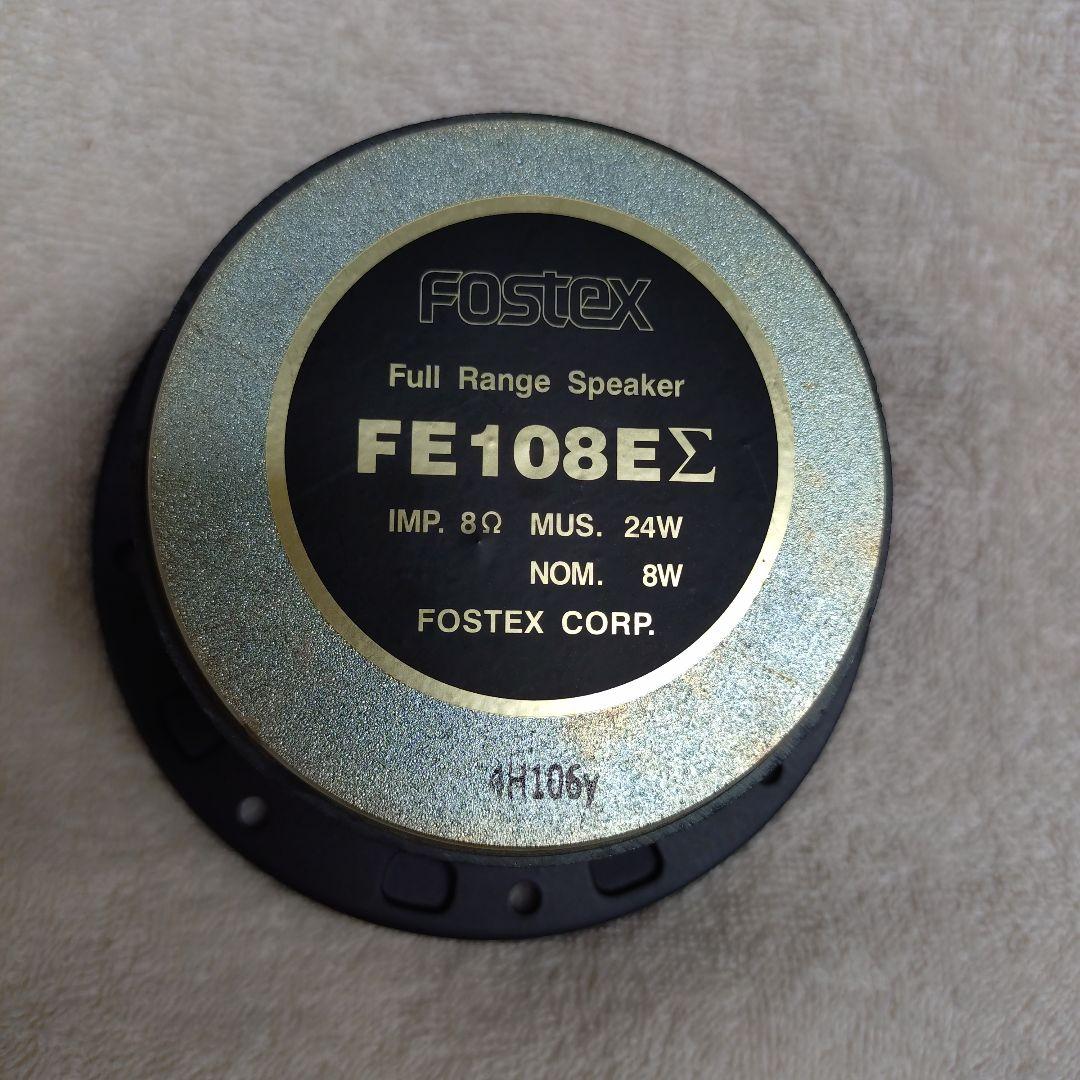 FOSTEX
Full Range Speaker
FE108EΣ
IMP. 8Ω MUS. 24W
NOM. 8W
FOSTEX CORP.
4H106y